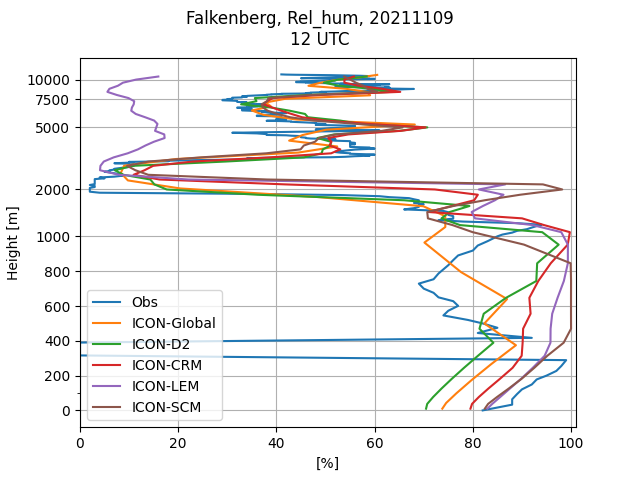 Falkenberg, Rel_hum, 20211109
12 UTC
10000
7500
5000
2000
1000
800
600
400
200
0
Height [m]
Obs
ICON-Global
ICON-D2
ICON-CRM
ICON-LEM
ICON-SCM
0 20 40 60 80 100
[%]